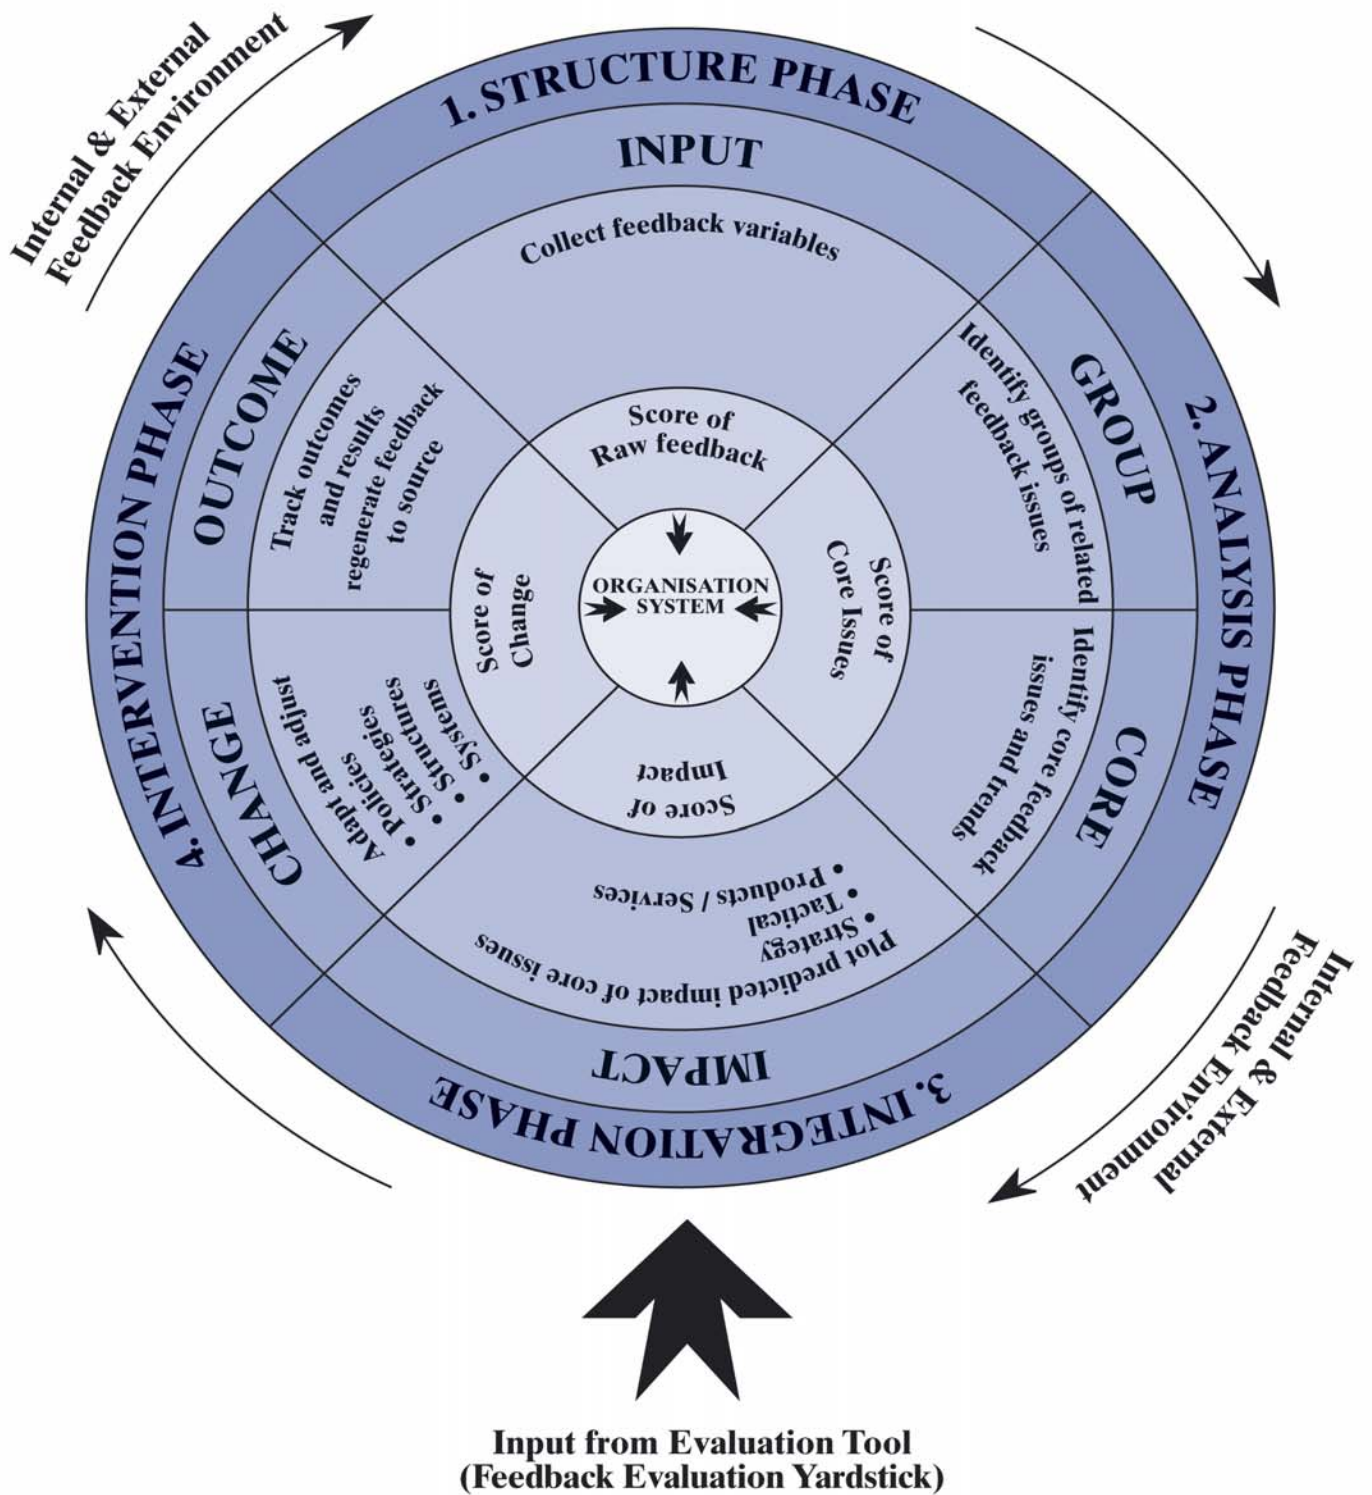 Internal & External
Feedback Environment
1. STRUCTURE PHASE
INPUT
Collect feedback variables
Score of
Raw feedback
2. ANALYSIS PHASE
GROUP
Identify groups of related
feedback issues
CORE
Identify core feedback
issues and trends
Score of
Core Issues
3. INTEGRATION PHASE
IMPACT
Plot predicted impact of core issues
• Strategy
• Tactical
• Products / Services
Score of
Impact
4. INTERVENTION PHASE
CHANGE
Adapt and adjust
• Policies
• Strategies
• Structures
• Systems
OUTCOME
Track outcomes
and results
regenerate feedback
to source
Score of
Change
ORGANISATION
SYSTEM
Internal & External
Feedback Environment
Input from Evaluation Tool
(Feedback Evaluation Yardstick)